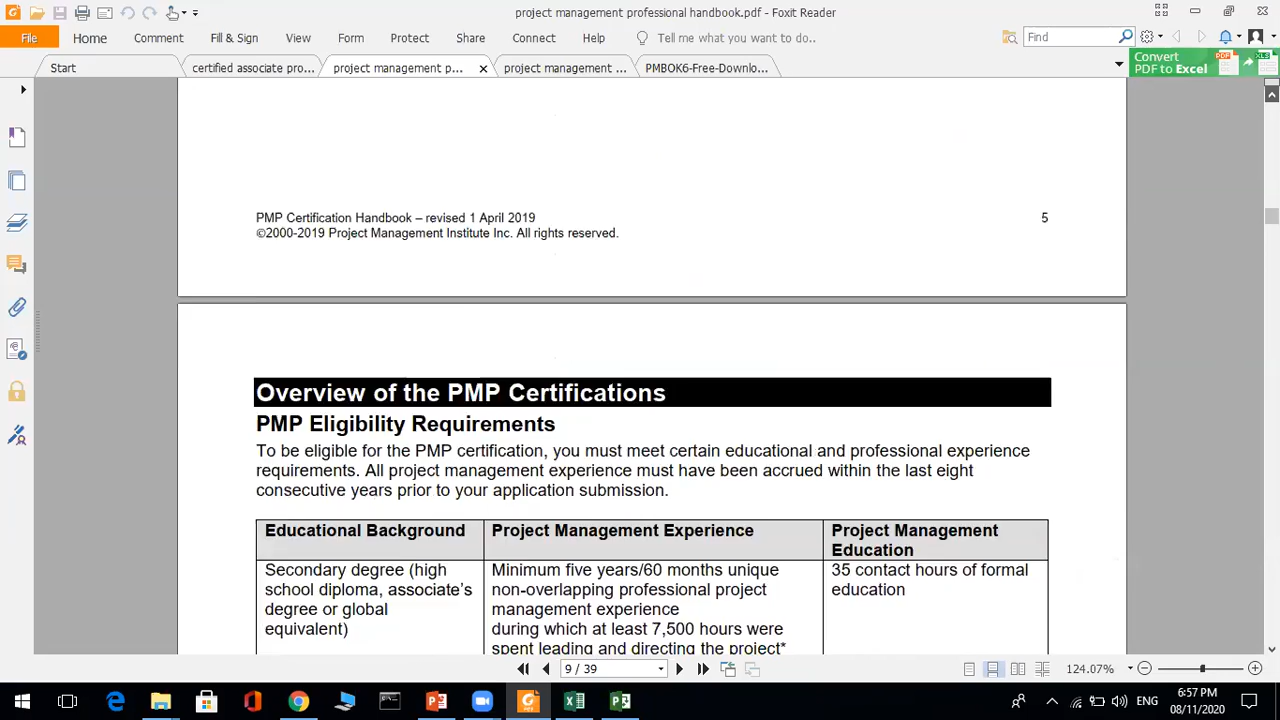 project management professional handbook.pdf - Foxit Reader
File
Home
Comment
Fill & Sign
View
Form
Protect
Share
Connect
Help
Tell me what you want to do..
Find
Start
certified associate pro...
project management p...
project management ...
PMBOK6-Free-Downlo...
Convert
PDF to Excel
PDF
XLS
PMP Certification Handbook – revised 1 April 2019
5
©2000-2019 Project Management Institute Inc. All rights reserved.
Overview of the PMP Certifications
PMP Eligibility Requirements
To be eligible for the PMP certification, you must meet certain educational and professional experience
requirements. All project management experience must have been accrued within the last eight
consecutive years prior to your application submission.
Educational Background
Project Management Experience
Project Management
Education
Secondary degree (high
school diploma, associate’s
degree or global
equivalent)
Minimum five years/60 months unique
non-overlapping professional project
management experience
during which at least 7,500 hours were
spent leading and directing the project*
35 contact hours of formal
education
9 / 39
124.07%
ENG
6:57 PM
08/11/2020